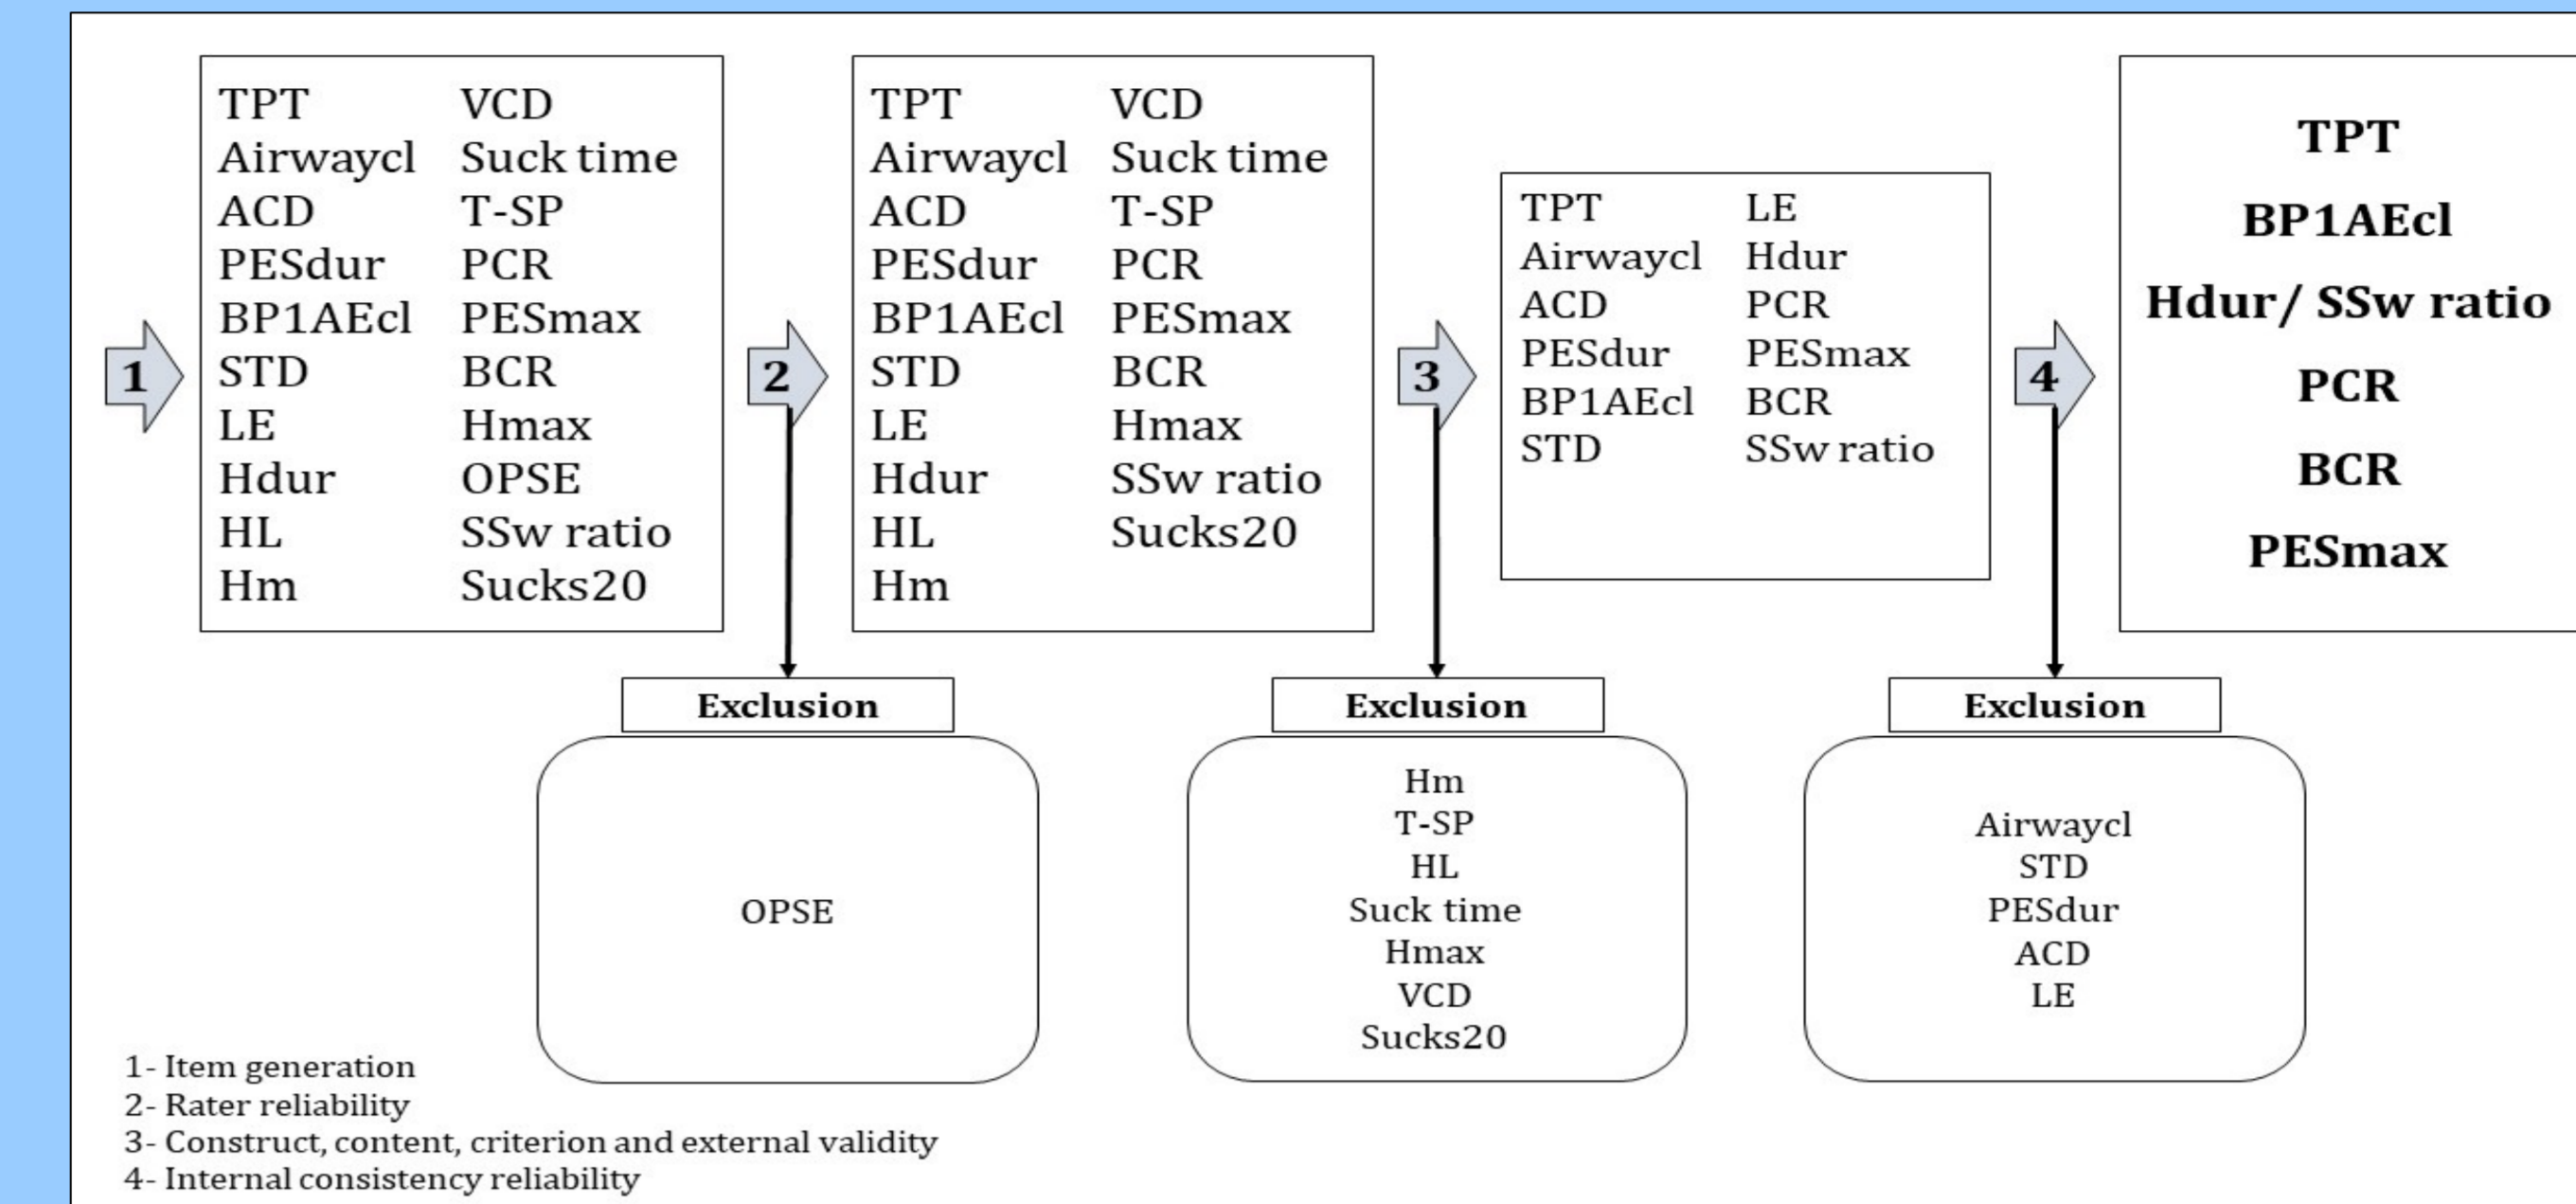 1
TPT VCD
Airwaycl Suck time
ACD T-SP
PESdur PCR
BP1AEcl PESmax
STD BCR
LE Hmax
Hdur OPSE
HL SSw ratio
Hm Sucks20
2
TPT VCD
Airwaycl Suck time
ACD T-SP
PESdur PCR
BP1AEcl PESmax
STD BCR
LE Hmax
Hdur SSw ratio
HL Sucks20
Hm
3
TPT LE
Airwaycl Hdur
ACD PCR
PESdur PESmax
BP1AEcl BCR
STD SSw ratio
4
TPT
BP1AEcl
Hdur/ SSw ratio
PCR
BCR
PESmax
Exclusion
OPSE
Exclusion
Hm
T-SP
HL
Suck time
Hmax
VCD
Sucks20
Exclusion
Airwaycl
STD
PESdur
ACD
LE
1- Item generation
2- Rater reliability
3- Construct, content, criterion and external validity
4- Internal consistency reliability